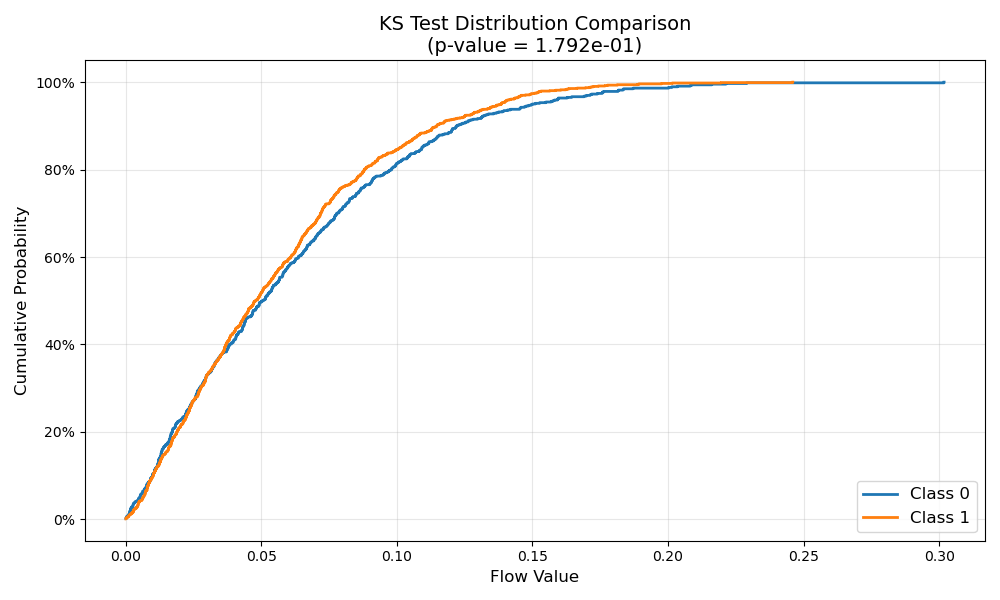 KS Test Distribution Comparison
(p-value = 1.792e-01)
Cumulative Probability
100%
80%
60%
40%
20%
0%
0.00
0.05
0.10
0.15
0.20
0.25
0.30
Flow Value
Class 0
Class 1